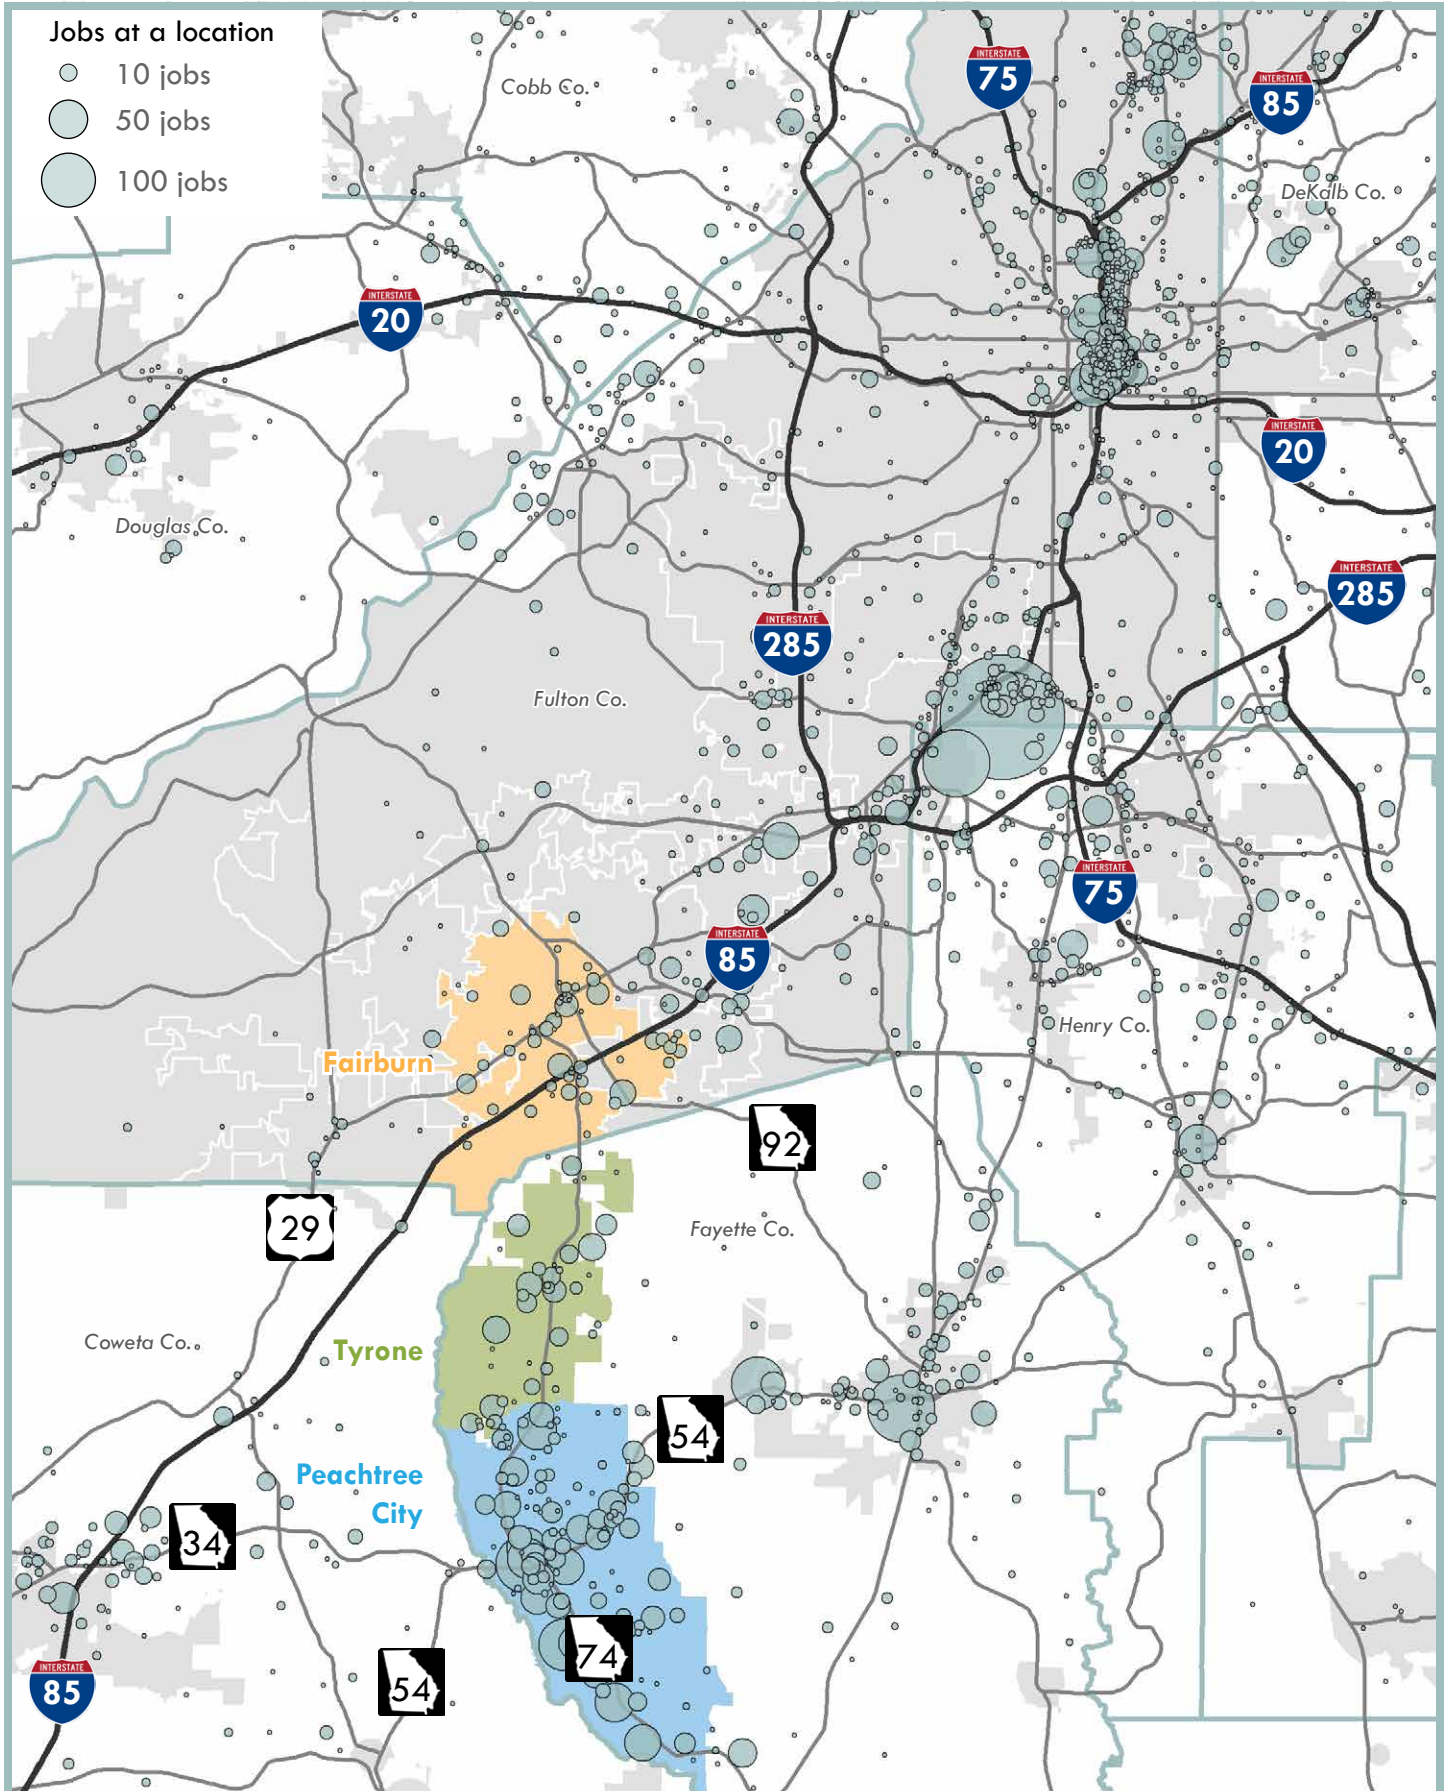 Jobs at a location
10 jobs
50 jobs
100 jobs
Cobb Co.
INTERSTATE
75
INTERSTATE
85
DeKalb Co.
INTERSTATE
20
INTERSTATE
20
Douglas Co.
INTERSTATE
285
INTERSTATE
285
Fulton Co.
INTERSTATE
75
INTERSTATE
85
Henry Co.
Fairburn
92
29
Fayette Co.
Coweta Co.
Tyrone
54
Peachtree
City
34
74
54
INTERSTATE
85